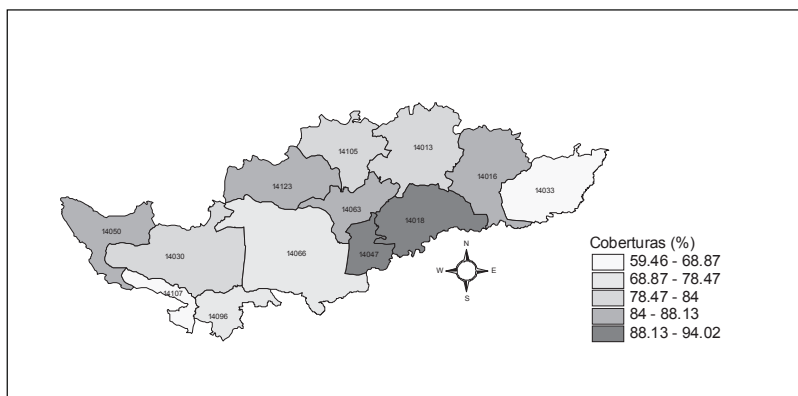 14105
14013
14123
14016
14033
14063
14050
14018
14030
14066
14047
14107
14096
N
W
E
S
Coberturas (%)
59.46 - 68.87
68.87 - 78.47
78.47 - 84
84 - 88.13
88.13 - 94.02